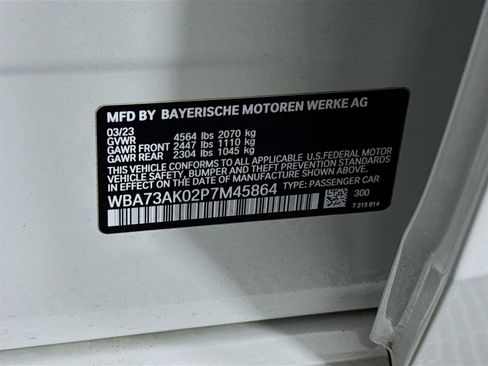 MFD BY BAYERISCHE MOTOREN WERKE AG
03/23
GVWR 4564 lbs 2070 kg
GAWR FRONT 2447 lbs 1110 kg
GAWR REAR 2304 lbs 1045 kg
THIS VEHICLE CONFORMS TO ALL APPLICABLE U.S.FEDERAL MOTOR
VEHICLE SAFETY, BUMPER AND THEFT PREVENTION STANDARDS
IN EFFECT ON THE DATE OF MANUFACTURE SHOWN ABOVE.
WBA73AK02P7M45864 TYPE: PASSENGER CAR
300
7 315 814